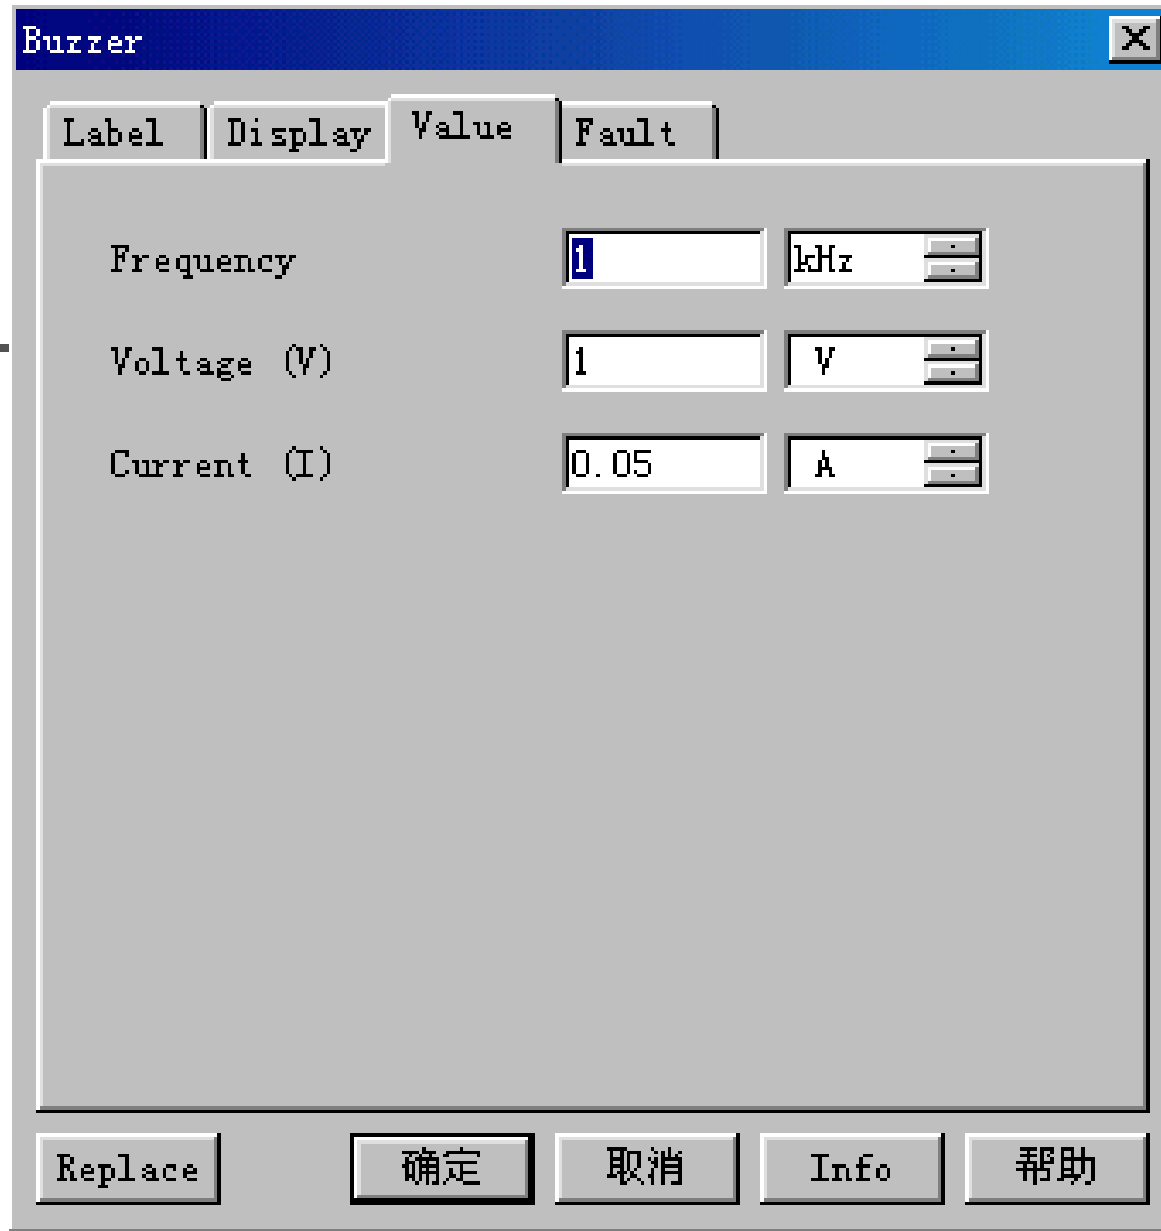 Buzzer
Label Display Value Fault
Frequency 1 kHz
Voltage (V) 1 V
Current (I) 0.05 A
Replace 确定 取消 Info 帮助